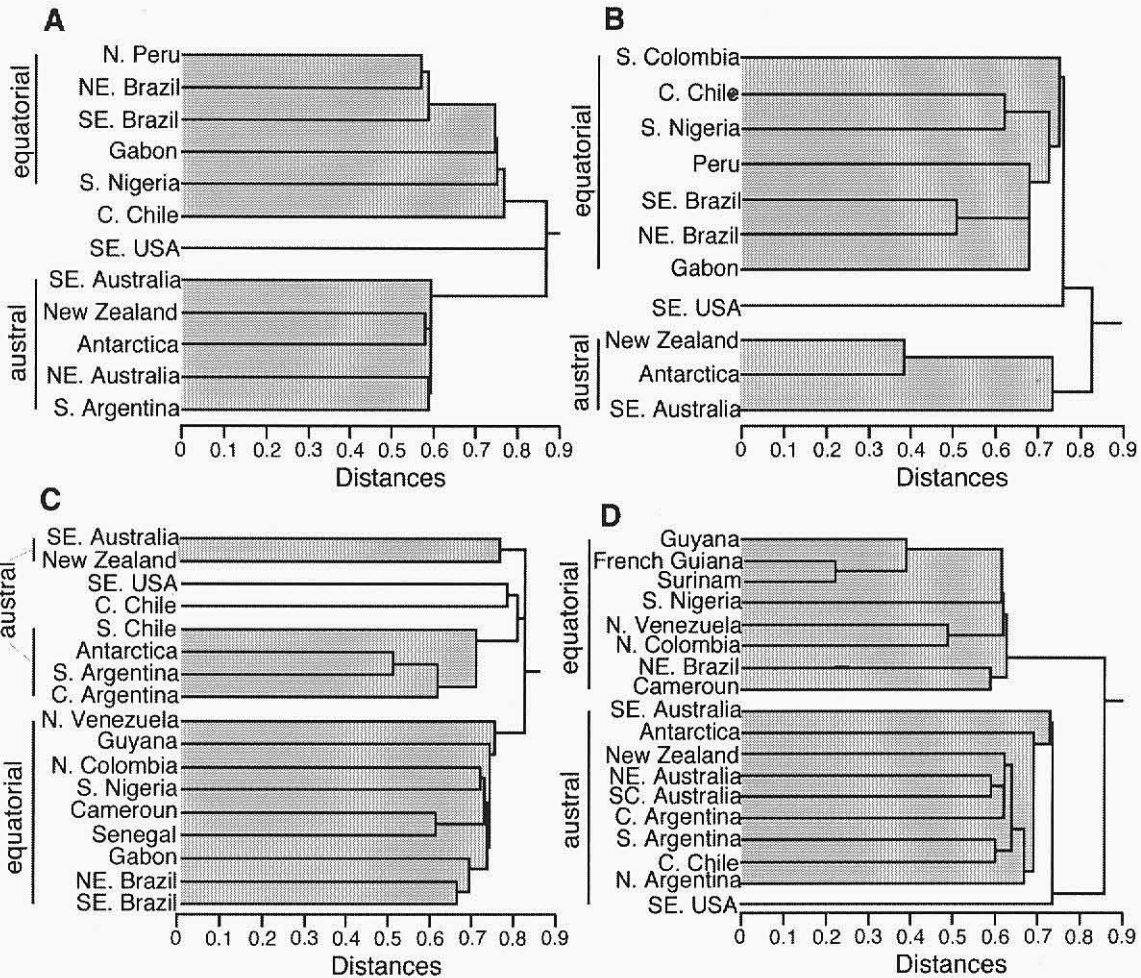 A
equatorial
N. Peru
NE. Brazil
SE. Brazil
Gabon
S. Nigeria
C. Chile
SE. USA
austral
SE. Australia
New Zealand
Antarctica
NE. Australia
S. Argentina
0 0.1 0.2 0.3 0.4 0.5 0.6 0.7 0.8 0.9
Distances
B
equatorial
S. Colombia
C. Chile
S. Nigeria
Peru
SE. Brazil
NE. Brazil
Gabon
SE. USA
austral
New Zealand
Antarctica
SE. Australia
0 0.1 0.2 0.3 0.4 0.5 0.6 0.7 0.8 0.9
Distances
C
austral
SE. Australia
New Zealand
SE. USA
C. Chile
S. Chile
Antarctica
S. Argentina
C. Argentina
equatorial
N. Venezuela
Guyana
N. Colombia
S. Nigeria
Cameroun
Senegal
Gabon
NE. Brazil
SE. Brazil
0 0.1 0.2 0.3 0.4 0.5 0.6 0.7 0.8 0.9
Distances
D
equatorial
Guyana
French Guiana
Surinam
S. Nigeria
N. Venezuela
N. Colombia
NE. Brazil
Cameroun
austral
SE. Australia
Antarctica
New Zealand
NE. Australia
SC. Australia
C. Argentina
S. Argentina
C. Chile
N. Argentina
SE. USA
0 0.1 0.2 0.3 0.4 0.5 0.6 0.7 0.8 0.9
Distances